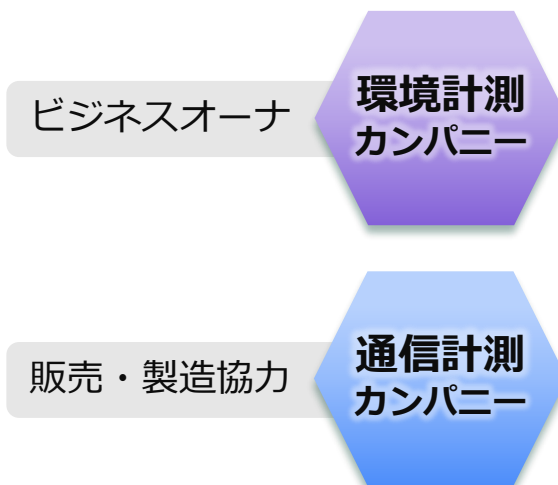 ビジネスオーナ
環境計測
カンパニー
販売・製造協力
通信計測
カンパニー